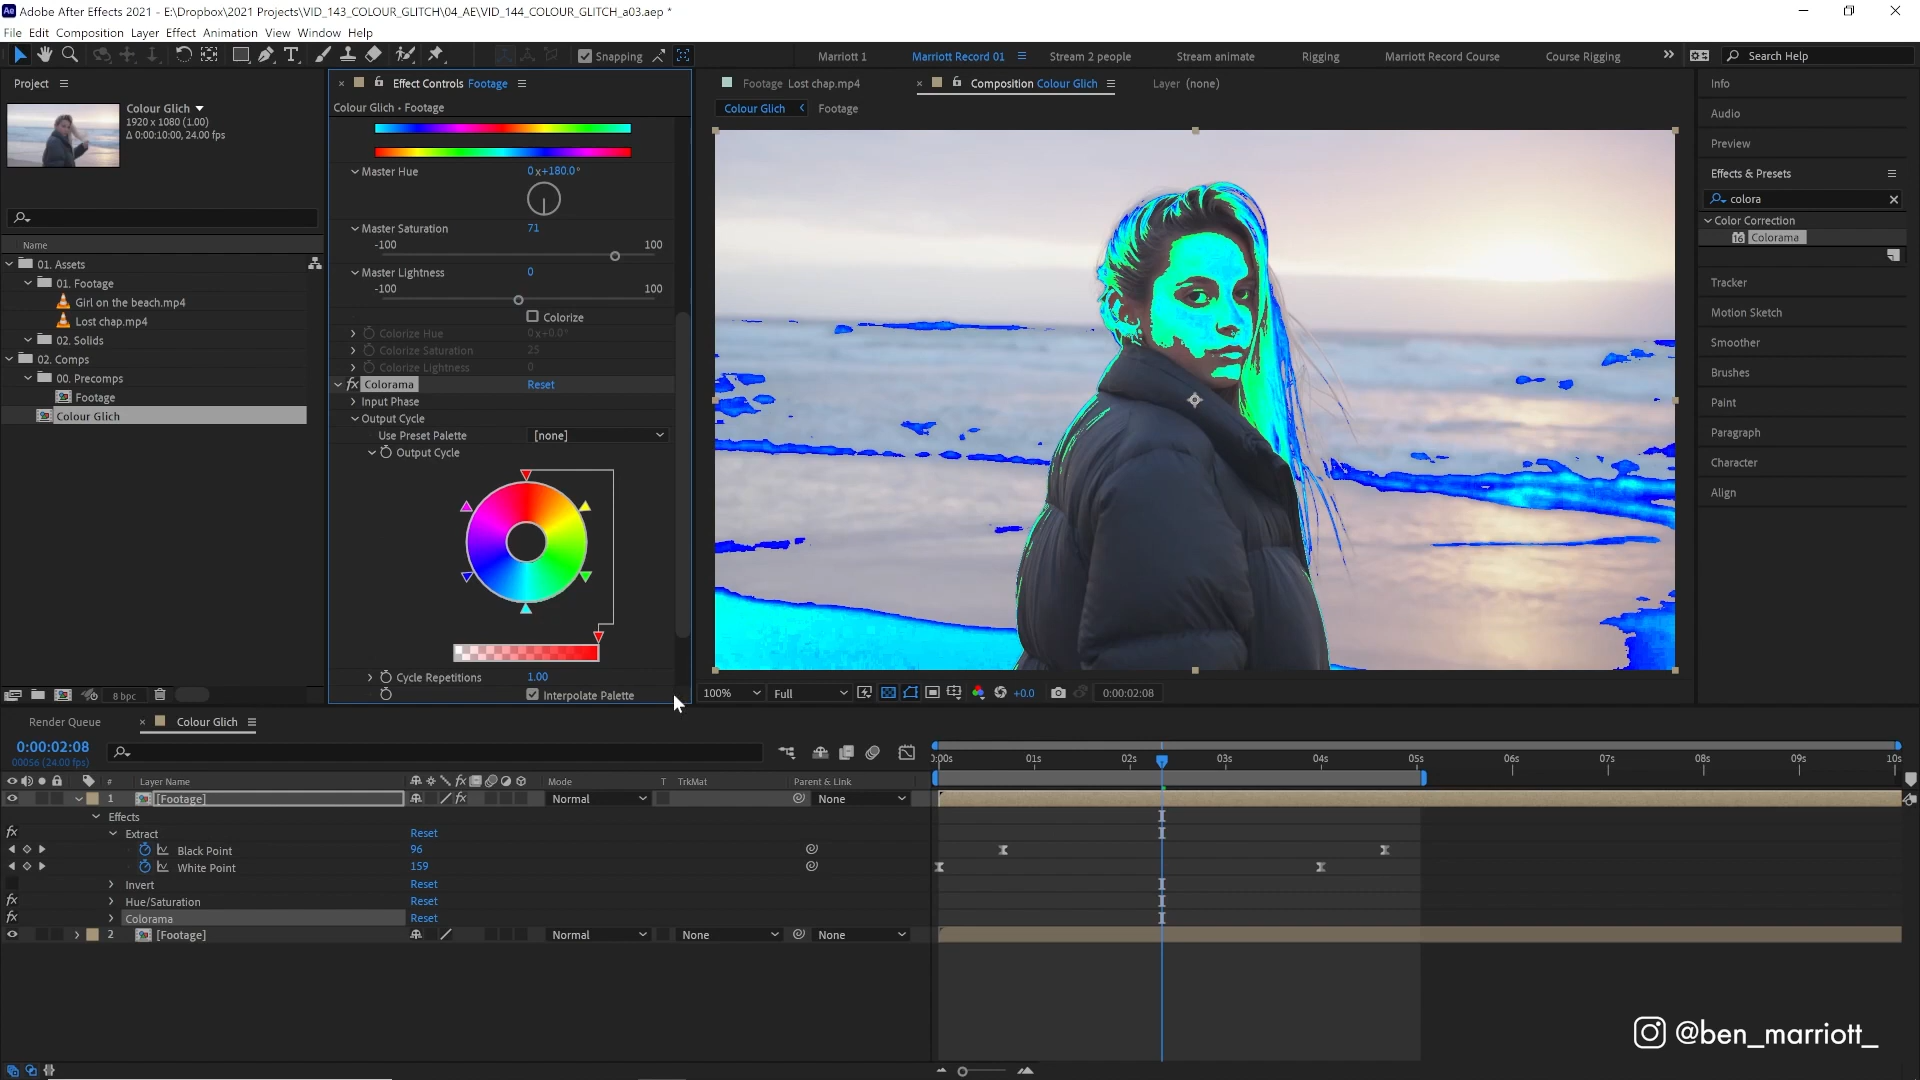 Adobe After Effects 2021 - E:\Dropbox\2021 Projects\VID_143_COLOUR_GLITCH\04_AE\VID_144_COLOUR_GLITCH_a03.aep *
File Edit Composition Layer Effect Animation View Window Help
Snapping
Marriott 1
Marriott Record 01
Stream 2 people
Stream animate
Rigging
Marriott Record Course
Course Rigging
Search Help
Project
Colour Glich
1920 x 1080 (1.00)
Δ 0:00:10:00, 24.00 fps
Name
01. Assets
01. Footage
Girl on the beach.mp4
Lost chap.mp4
02. Solids
02. Comps
00. Precomps
Footage
Colour Glich
8 bpc
Effect Controls Footage
Colour Glich • Footage
Master Hue 0x+180.0°
Master Saturation 71
-100 100
Master Lightness 0
-100 100
Colorize
Colorize Hue 0x+0.0°
Colorize Saturation 25
Colorize Lightness 0
fx Colorama Reset
Input Phase
Output Cycle
Use Preset Palette [none]
Output Cycle
Cycle Repetitions 1.00
Interpolate Palette
Footage Lost chap.mp4
Composition Colour Glich
Layer (none)
Colour Glich
Footage
100% Full +0.0 0:00:02:08
Info
Audio
Preview
Effects & Presets
colora
Color Correction
16 Colorama
Tracker
Motion Sketch
Smoother
Brushes
Paint
Paragraph
Character
Align
Render Queue
Colour Glich
0:00:02:08
00056 (24.00 fps)
# Layer Name fx Mode T TrkMat Parent & Link
:00s 01s 02s 03s 04s 05s 06s 07s 08s 09s 10s
1 [Footage] fx Normal None
Effects
fx Extract Reset
Black Point 96
White Point 159
Invert Reset
fx Hue/Saturation Reset
fx Colorama Reset
2 [Footage] Normal None None
@ben_marriott_